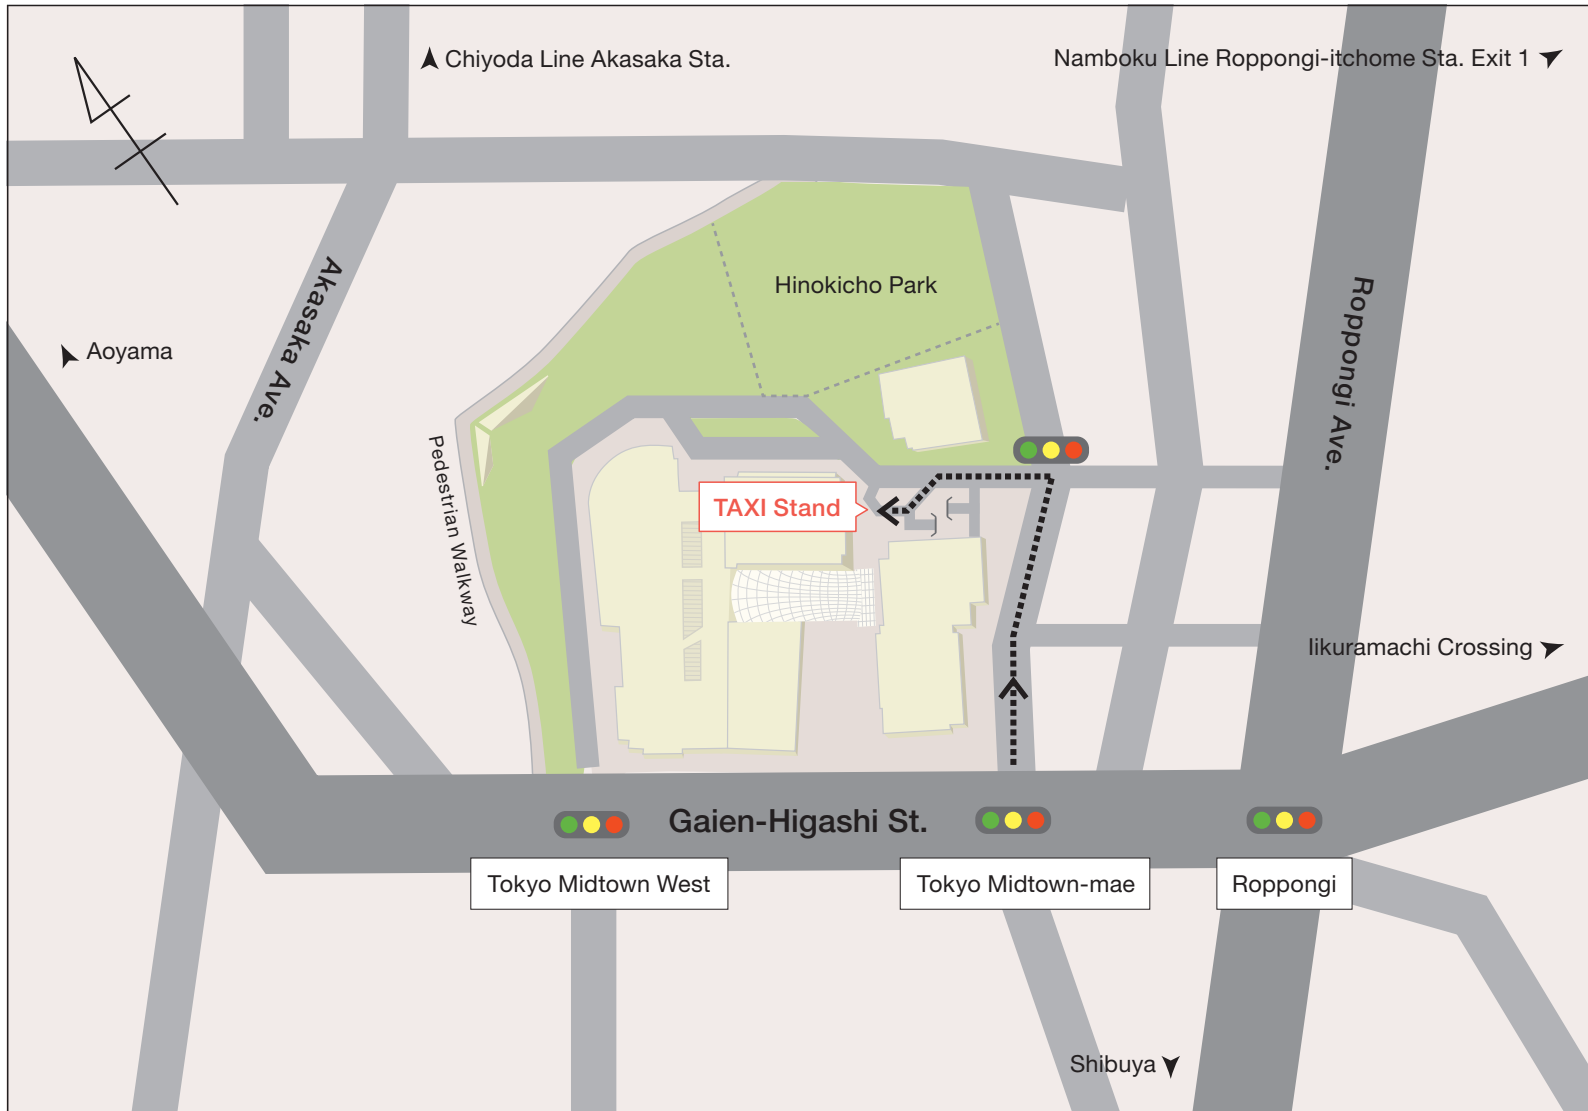 Chiyoda Line Akasaka Sta.
Namboku Line Roppongi-itchome Sta. Exit 1
Hinokicho Park
Akasaka Ave.
Roppongi Ave.
Aoyama
Pedestrian Walkway
TAXI Stand
Iikuramachi Crossing
Gaien-Higashi St.
Tokyo Midtown West
Tokyo Midtown-mae
Roppongi
Shibuya